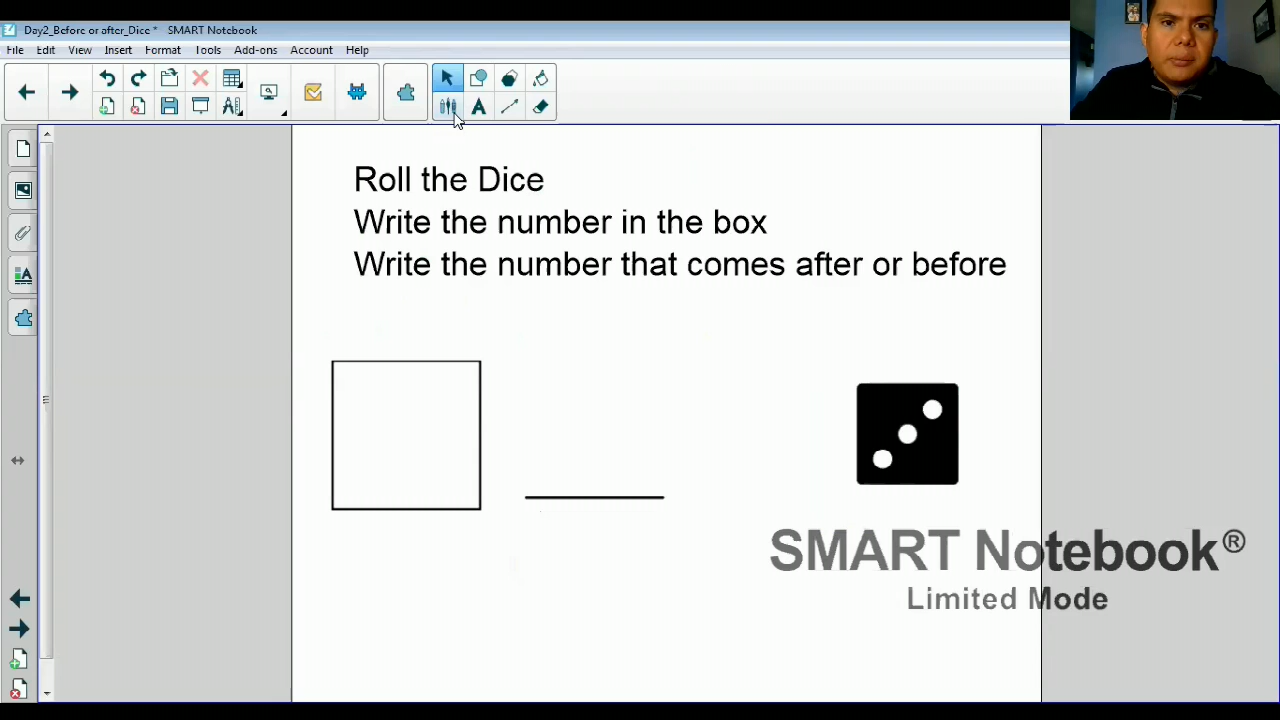 Day2_Before or after_Dice * SMART Notebook
File Edit View Insert Format Tools Add-ons Account Help
Roll the Dice
Write the number in the box
Write the number that comes after or before
SMART Notebook®
Limited Mode